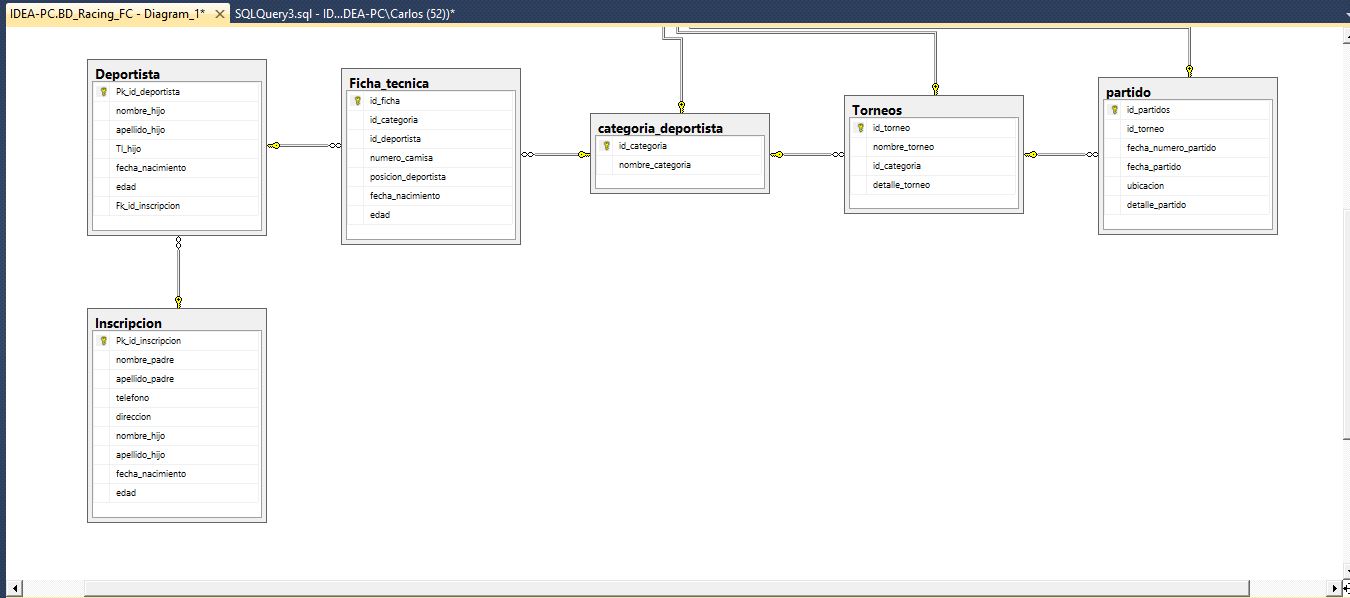 IDEA-PC.BD_Racing_FC - Diagram_1* SQLQuery3.sql - ID...DEA-PC\Carlos (52))*
Deportista
Pk_id_deportista
nombre_hijo
apellido_hijo
TI_hijo
fecha_nacimiento
edad
Fk_id_inscripcion
Ficha_tecnica
id_ficha
id_categoria
id_deportista
numero_camisa
posicion_deportista
fecha_nacimiento
edad
categoria_deportista
id_categoria
nombre_categoria
Torneos
id_torneo
nombre_torneo
id_categoria
detalle_torneo
partido
id_partidos
id_torneo
fecha_numero_partido
fecha_partido
ubicacion
detalle_partido
Inscripcion
Pk_id_inscripcion
nombre_padre
apellido_padre
telefono
direccion
nombre_hijo
apellido_hijo
fecha_nacimiento
edad